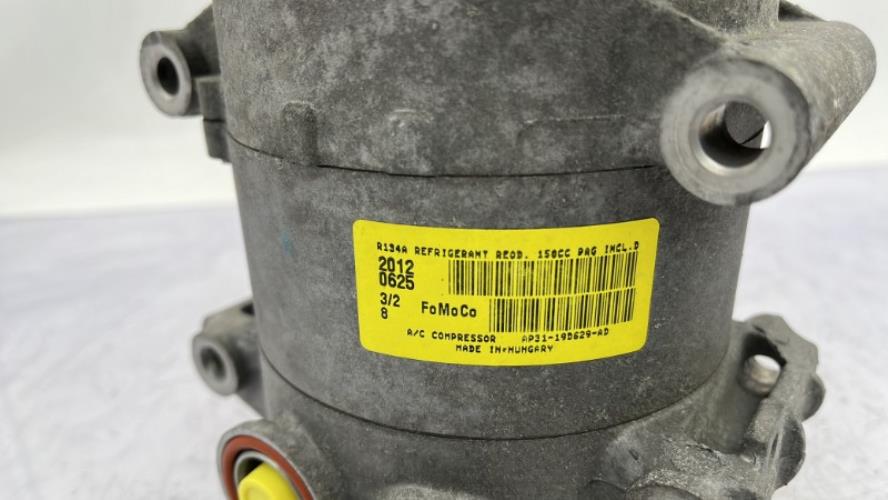 R134A REFRIGERANT REQD. 150CC PAG INCL.D
2012
0625
3/2
8
FoMoCo
A/C COMPRESSOR AP31-19D629-AD
MADE IN HUNGARY